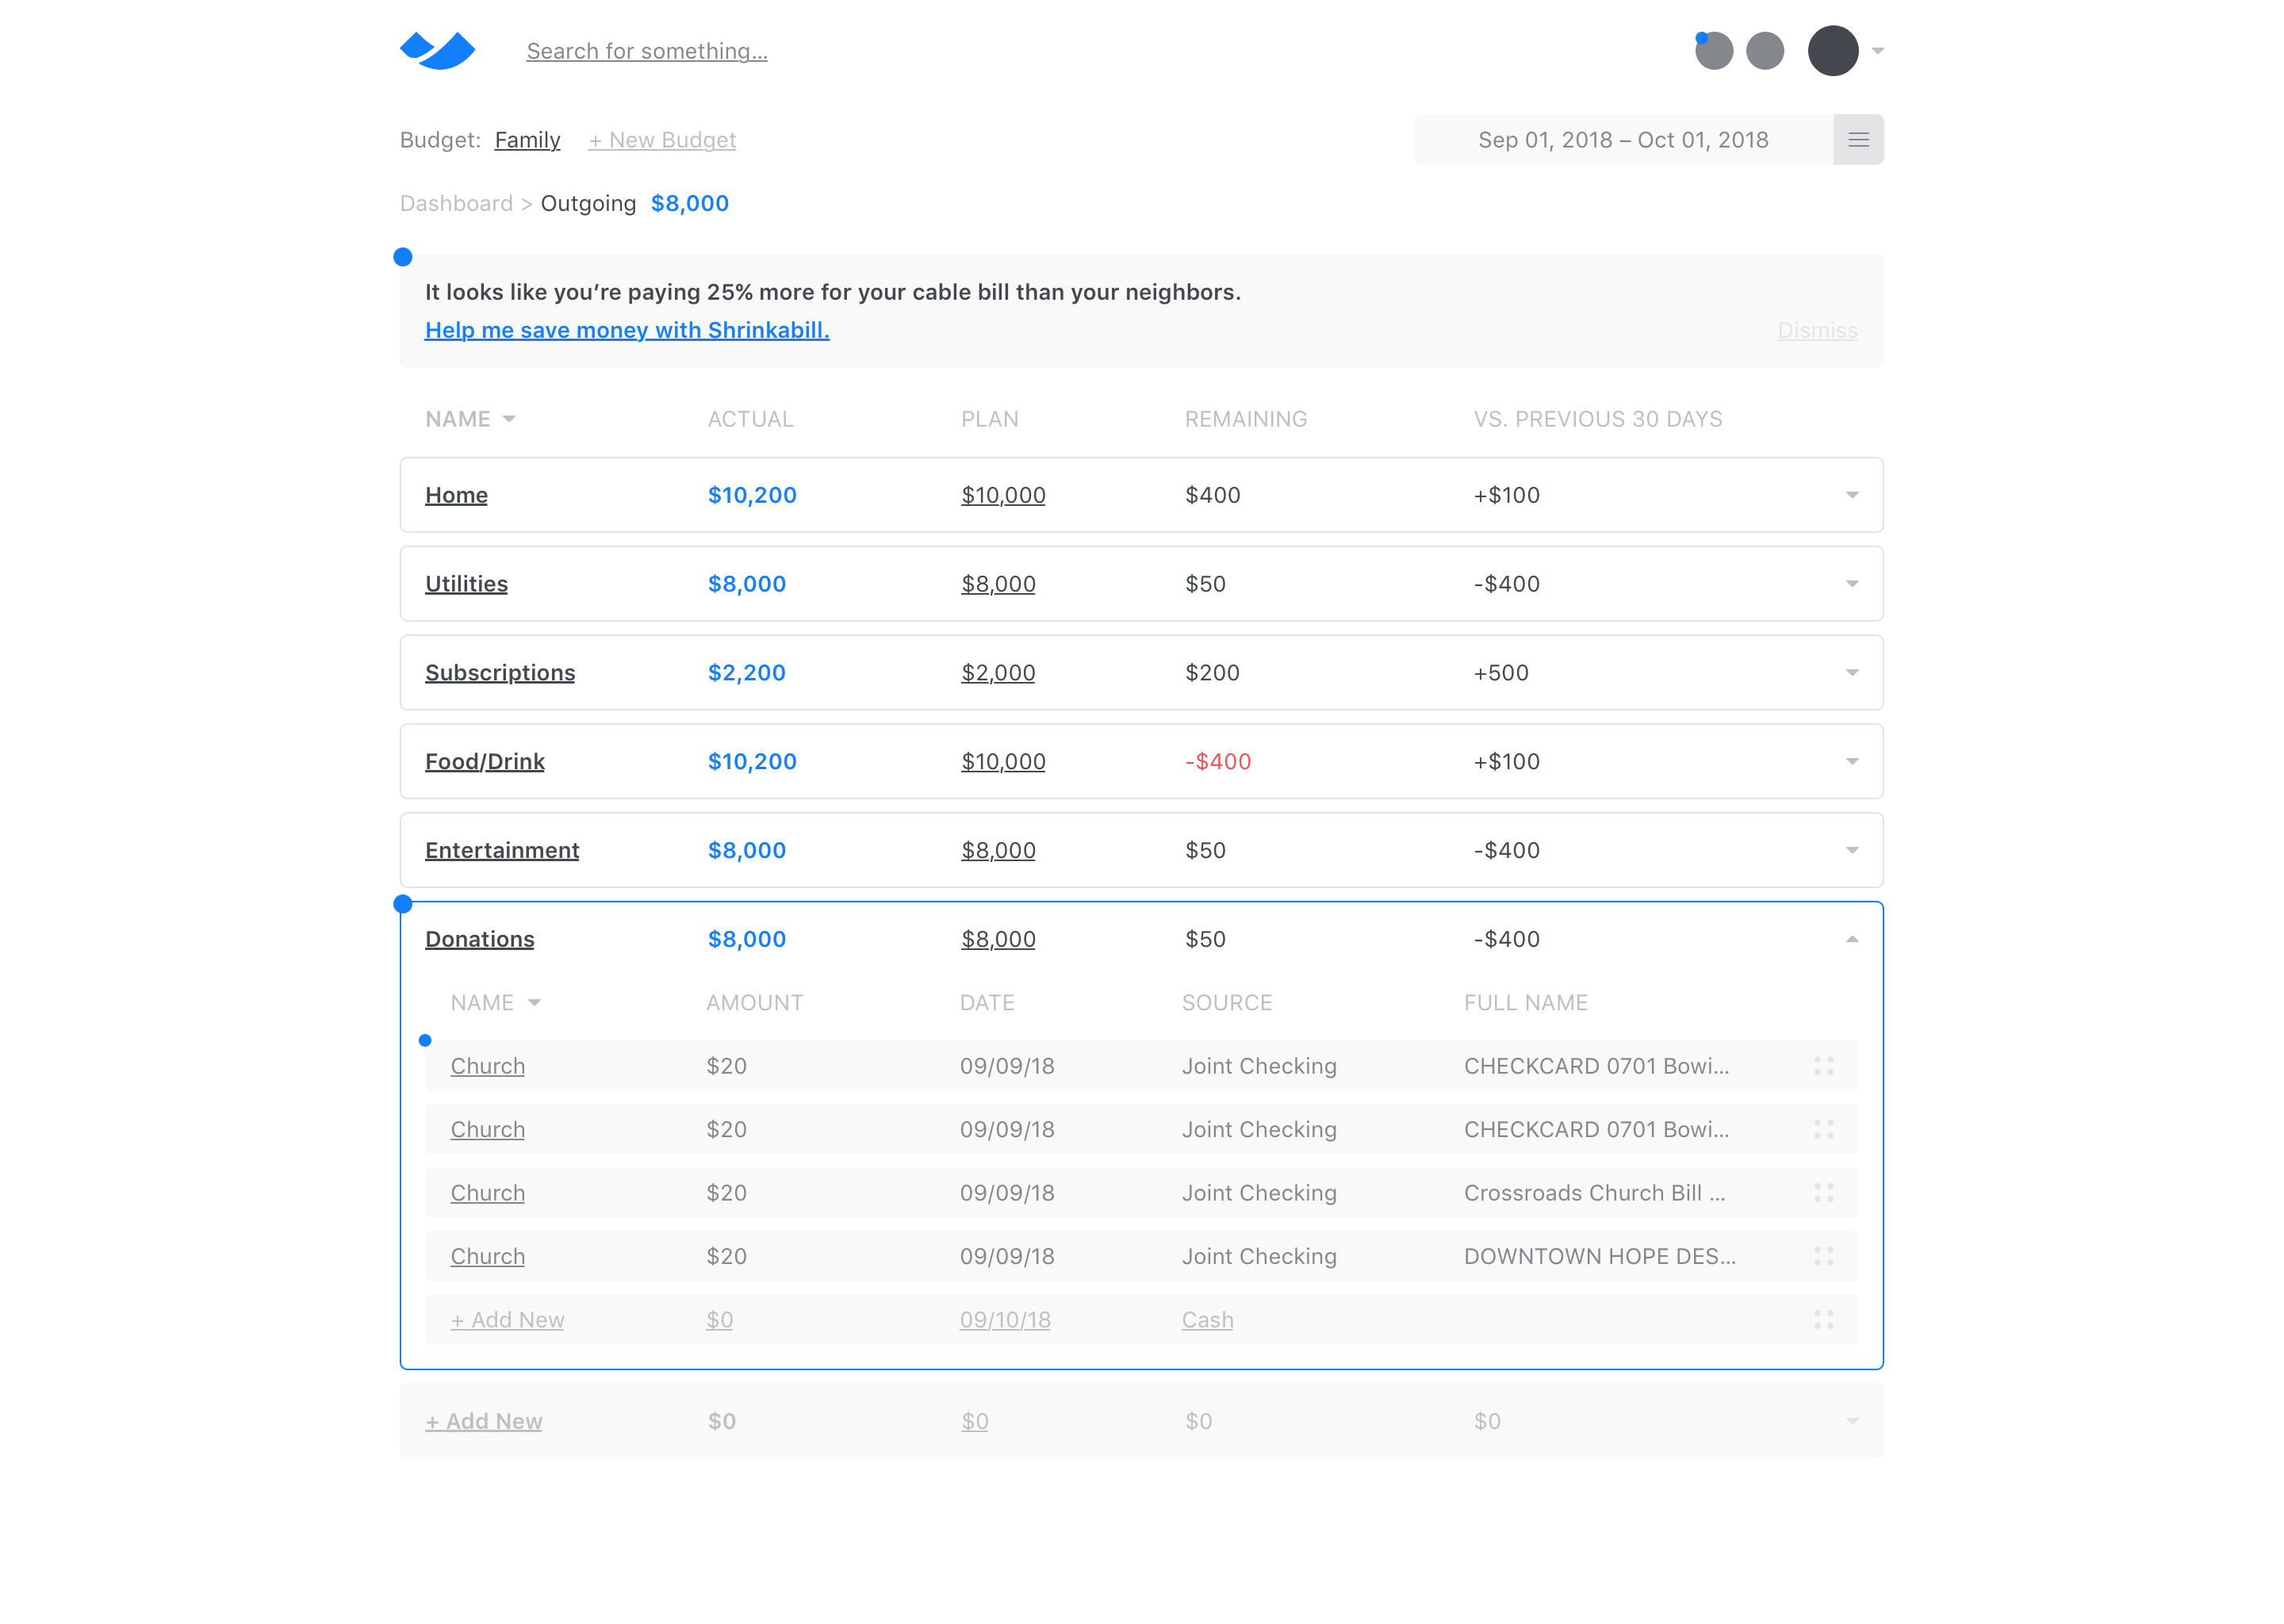 Search for something...
Budget: Family + New Budget Sep 01, 2018 – Oct 01, 2018
Dashboard > Outgoing $8,000
It looks like you’re paying 25% more for your cable bill than your neighbors.
Help me save money with Shrinkabill. Dismiss
NAME ACTUAL PLAN REMAINING VS. PREVIOUS 30 DAYS
Home $10,200 $10,000 $400 +$100
Utilities $8,000 $8,000 $50 -$400
Subscriptions $2,200 $2,000 $200 +500
Food/Drink $10,200 $10,000 -$400 +$100
Entertainment $8,000 $8,000 $50 -$400
Donations $8,000 $8,000 $50 -$400
NAME AMOUNT DATE SOURCE FULL NAME
Church $20 09/09/18 Joint Checking CHECKCARD 0701 Bowi...
Church $20 09/09/18 Joint Checking CHECKCARD 0701 Bowi...
Church $20 09/09/18 Joint Checking Crossroads Church Bill ...
Church $20 09/09/18 Joint Checking DOWNTOWN HOPE DES...
+ Add New $0 09/10/18 Cash
+ Add New $0 $0 $0 $0